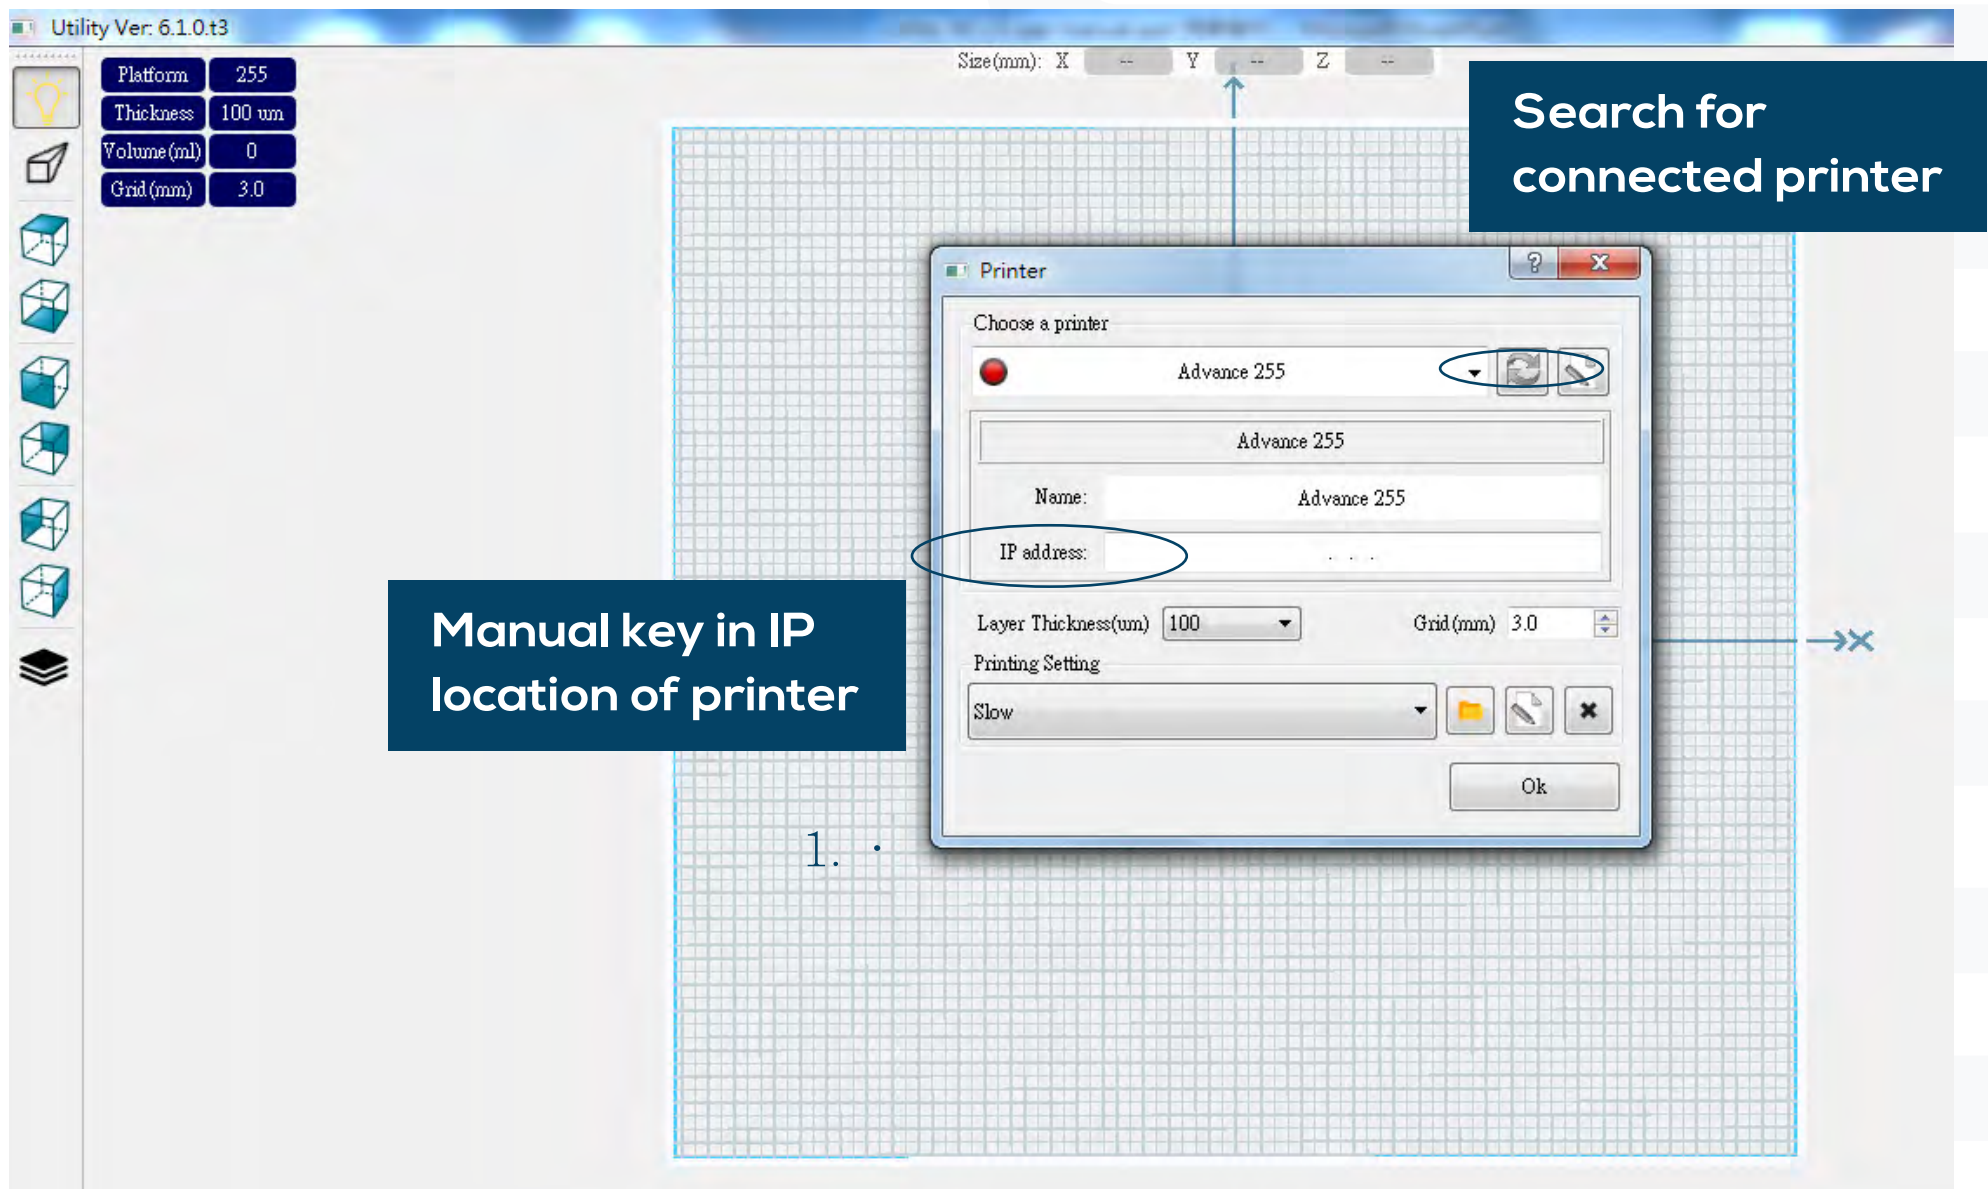 Utility Ver: 6.1.0.t3
Size(mm): X -- Y -- Z --
Platform 255
Thickness 100 um
Volume(ml) 0
Grid(mm) 3.0
Search for
connected printer
Printer
?
X
Choose a printer
Advance 255
Advance 255
Name: Advance 255
IP address: . . .
Manual key in IP
location of printer
Layer Thickness(um) 100 Grid(mm) 3.0
Printing Setting
Slow
Ok
1. ·